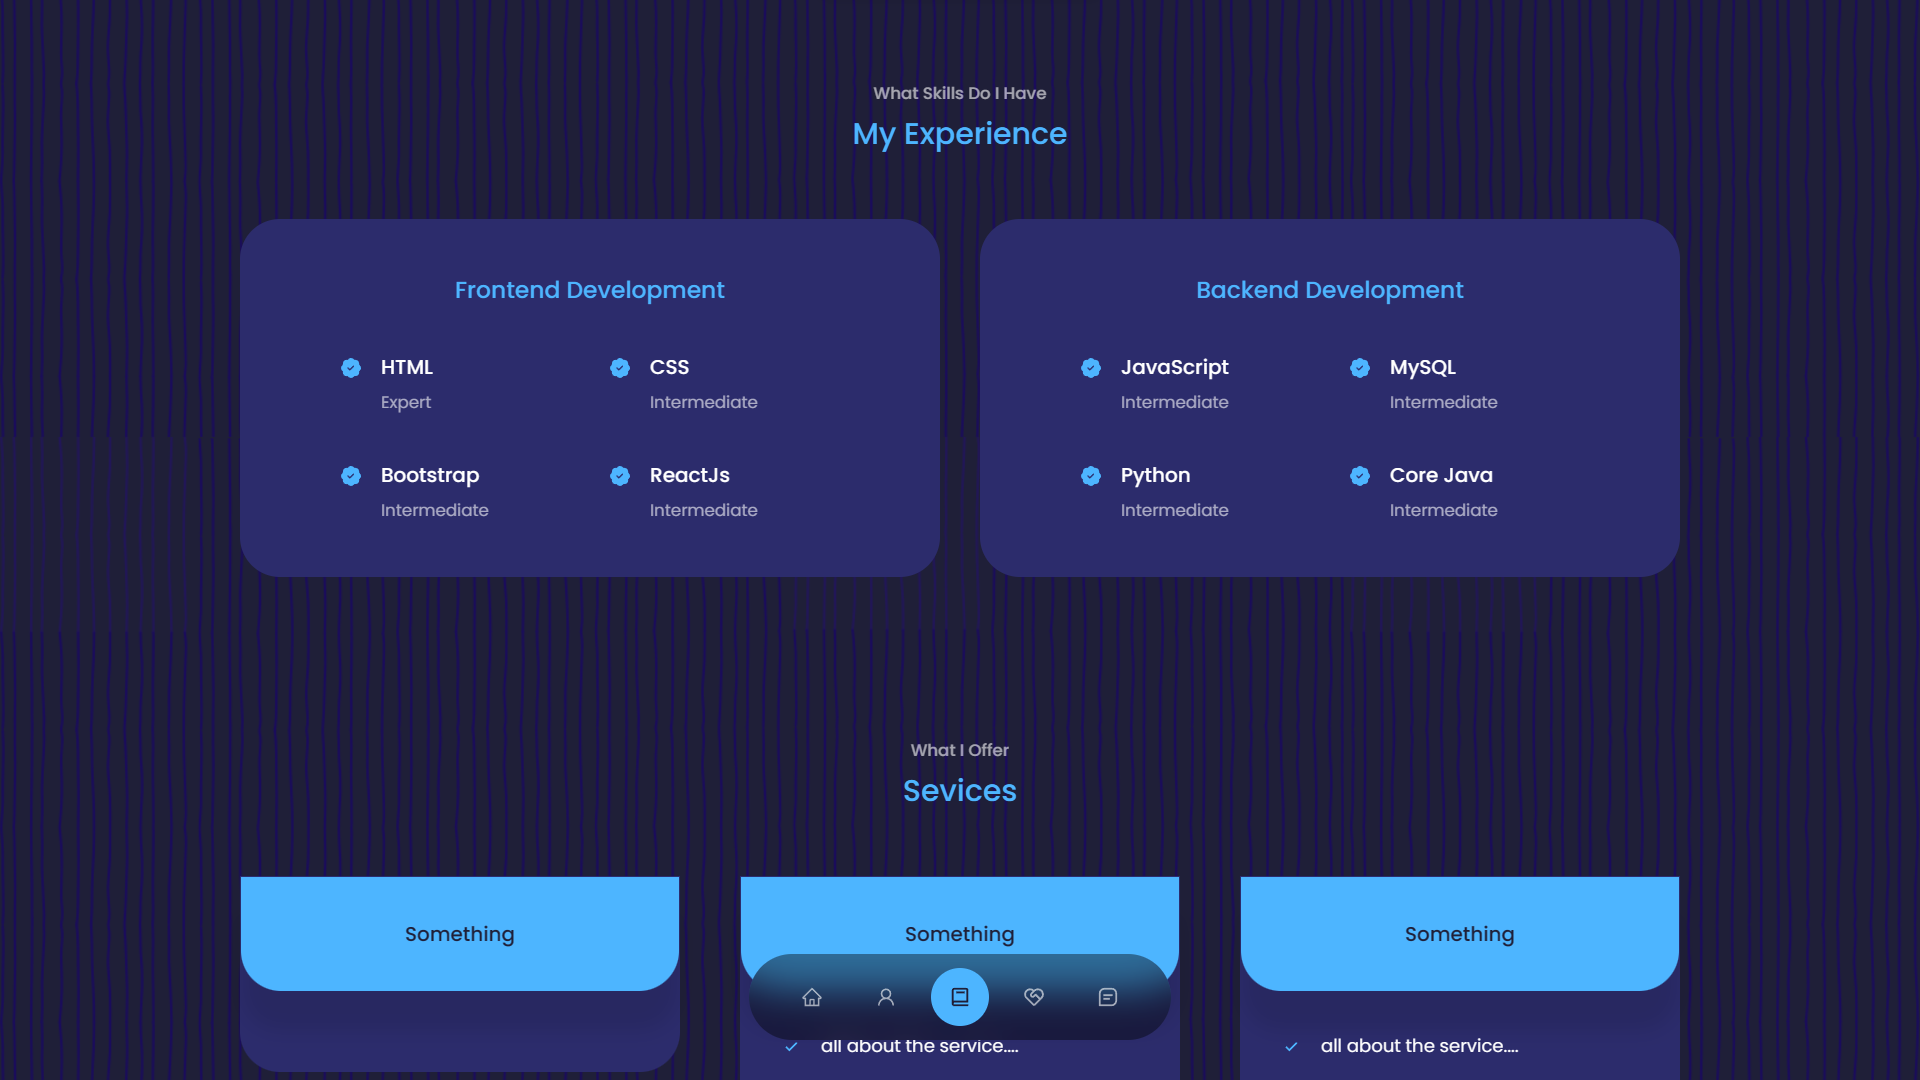 What Skills Do I Have
My Experience
Frontend Development
HTML
Expert
CSS
Intermediate
Bootstrap
Intermediate
ReactJs
Intermediate
Backend Development
JavaScript
Intermediate
MySQL
Intermediate
Python
Intermediate
Core Java
Intermediate
What I Offer
Sevices
Something
Something
Something
all about the service....
all about the service....